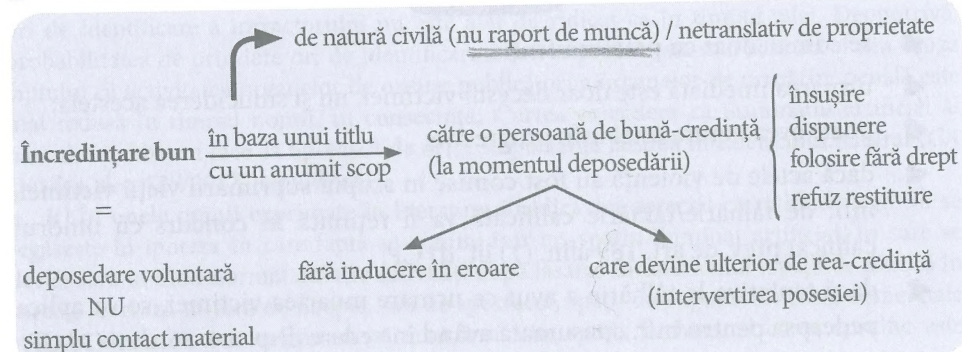 de natură civilă (nu raport de muncă) / netranslativ de proprietate
Încredințare bun
în baza unui titlu
cu un anumit scop
către o persoană de bună-credință
(la momentul deposedării)
însușire
dispunere
folosire fără drept
refuz restituire
=
deposedare voluntară
NU
simplu contact material
fără inducere în eroare
care devine ulterior de rea-credință
(intervertirea posesiei)